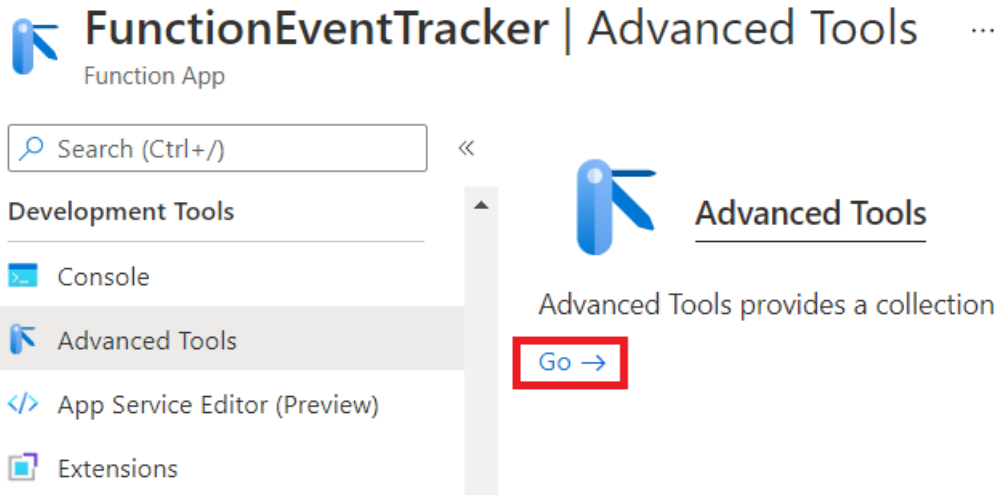 FunctionEventTracker | Advanced Tools ...
Function App
Search (Ctrl+/)
Development Tools
Console
Advanced Tools
App Service Editor (Preview)
Extensions
Advanced Tools
Advanced Tools provides a collection
Go →